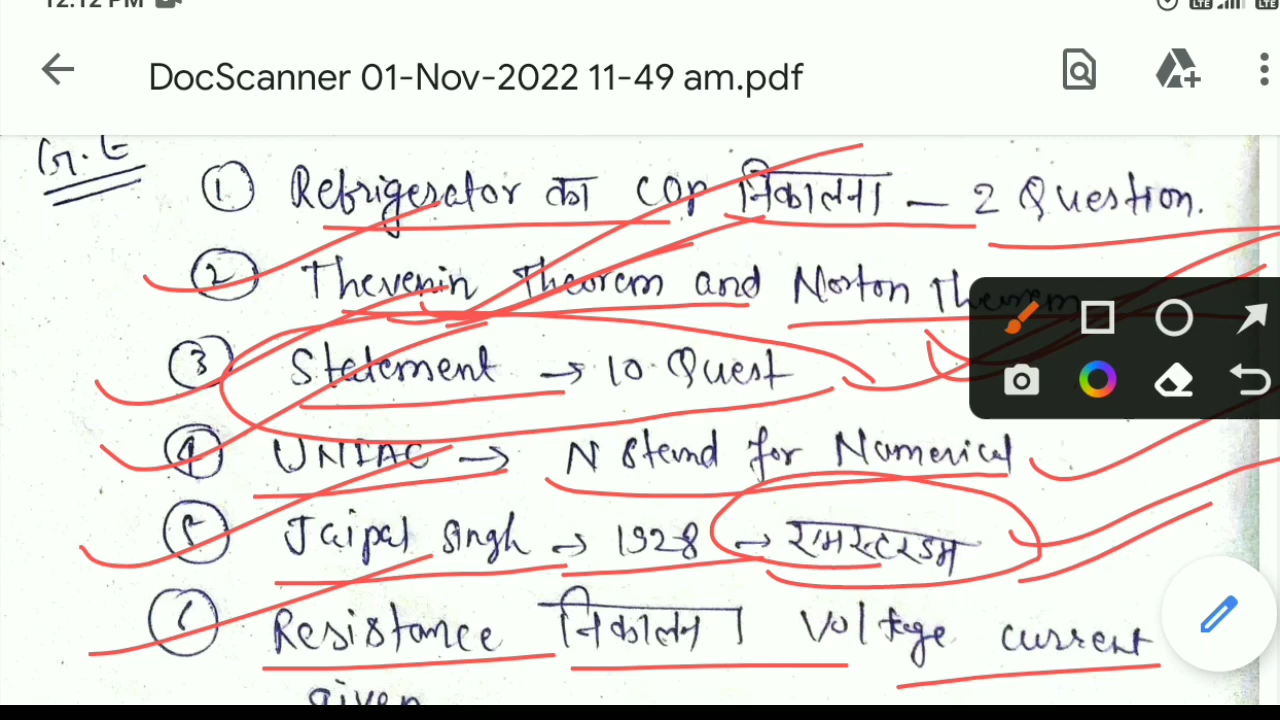 12:12 PM
DocScanner 01-Nov-2022 11-49 am.pdf
G.E
① Refrigerator का COP निकालना — 2 Question.
② Thevenin Theorem and Norton Theorem
③ Statement → 10 Quest
④ UNIAC → N Stand for Numerical
⑤ Jaipal Singh → 1928 → एमस्टरडम
⑥ Resistance निकालना Voltage current
given